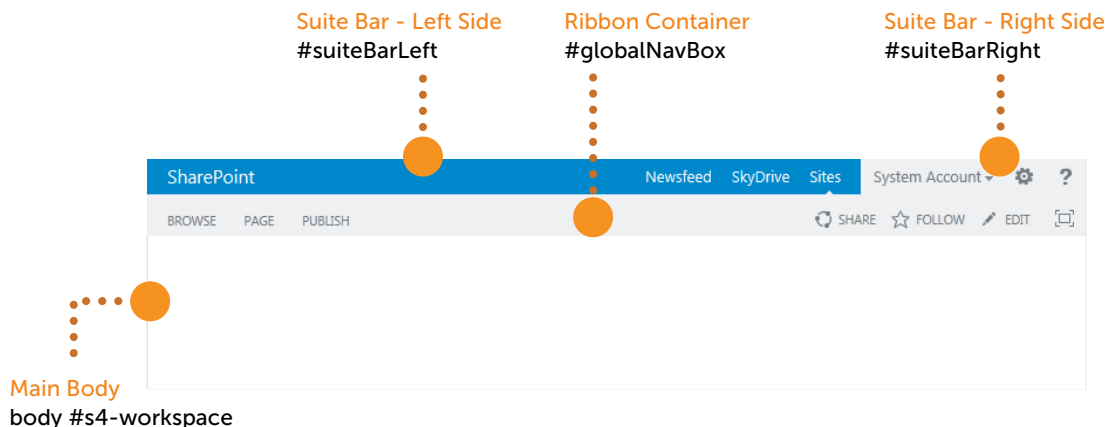 Suite Bar - Left Side
#suiteBarLeft
Ribbon Container
#globalNavBox
Suite Bar - Right Side
#suiteBarRight
SharePoint Newsfeed SkyDrive Sites System Account ?
BROWSE PAGE PUBLISH SHARE FOLLOW EDIT
Main Body
body #s4-workspace